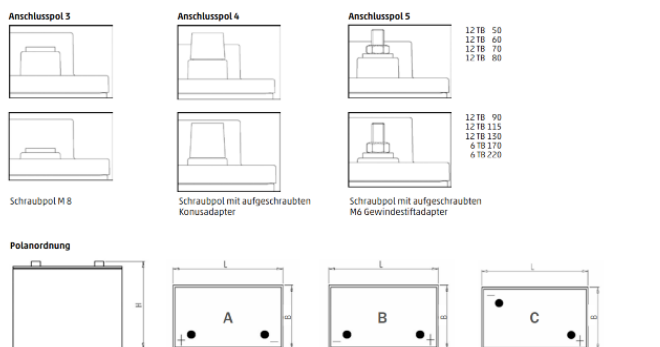 Anschlusspol 3
Anschlusspol 4
Anschlusspol 5
12 TB 50
12 TB 60
12 TB 70
12 TB 80
12 TB 90
12 TB 115
12 TB 130
6 TB 170
6 TB 220
Schraubpol M 8
Schraubpol mit aufgeschraubten
Konusadapter
Schraubpol mit aufgeschraubten
M6 Gewindestiftadapter
Polanordnung
H
L
A
B
+
−
L
B
B
−
+
L
C
B
−
+